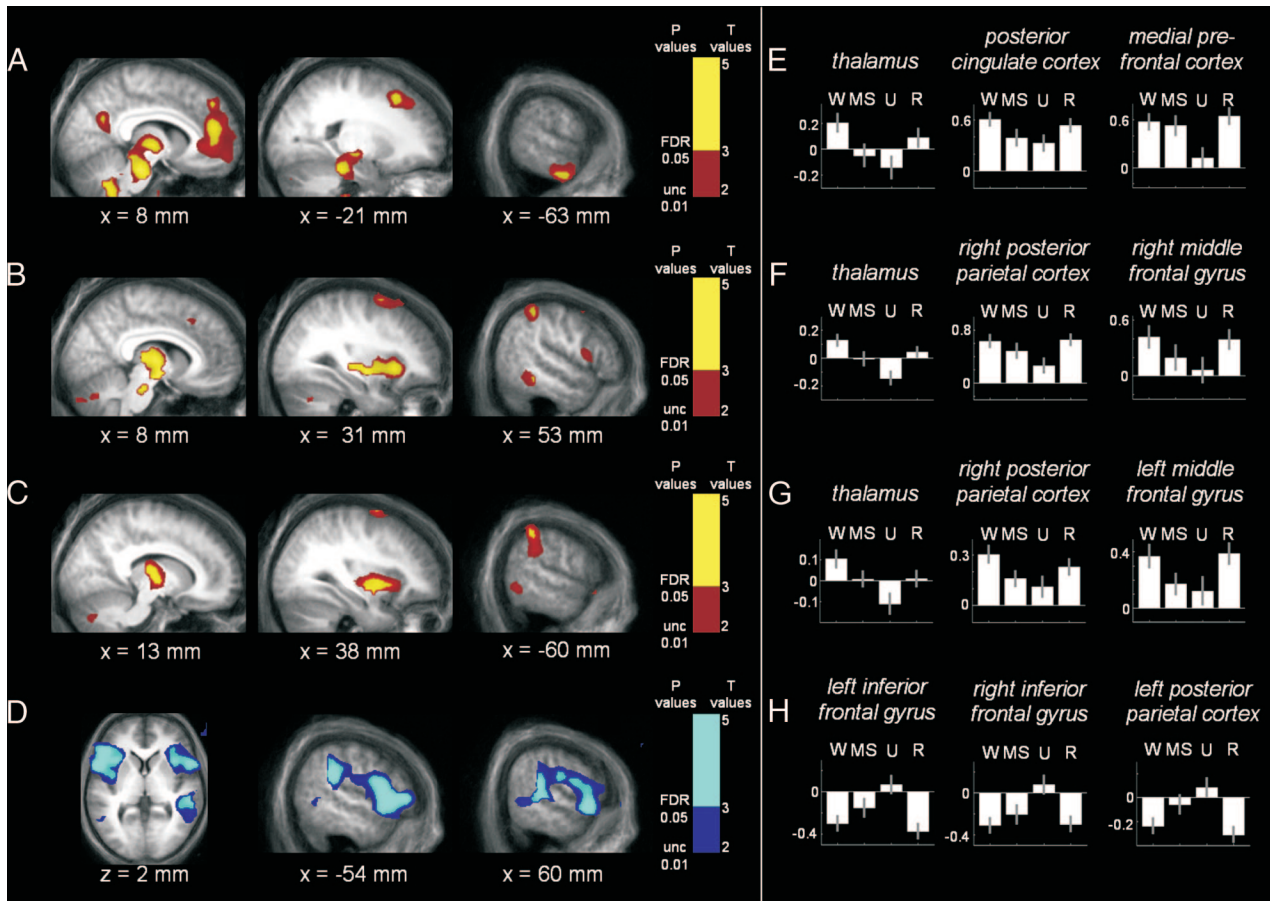 A
P T
values values
5
FDR
0.05
3
unc
0.01
2
x = 8 mm
x = -21 mm
x = -63 mm
B
P T
values values
5
FDR
0.05
3
unc
0.01
2
x = 8 mm
x = 31 mm
x = 53 mm
C
P T
values values
5
FDR
0.05
3
unc
0.01
2
x = 13 mm
x = 38 mm
x = -60 mm
D
P T
values values
5
FDR
0.05
3
unc
0.01
2
z = 2 mm
x = -54 mm
x = 60 mm
E
thalamus
W MS U R
0.2
0
-0.2
posterior
cingulate cortex
W MS U R
0.6
0
medial pre-
frontal cortex
W MS U R
0.6
0
F
thalamus
W MS U R
0.2
0
-0.2
right posterior
parietal cortex
W MS U R
0.8
0
right middle
frontal gyrus
W MS U R
0.6
0
G
thalamus
W MS U R
0.1
0
-0.1
right posterior
parietal cortex
W MS U R
0.3
0
left middle
frontal gyrus
W MS U R
0.4
0
H
left inferior
frontal gyrus
W MS U R
0
-0.4
right inferior
frontal gyrus
W MS U R
0
-0.4
left posterior
parietal cortex
W MS U R
0
-0.2